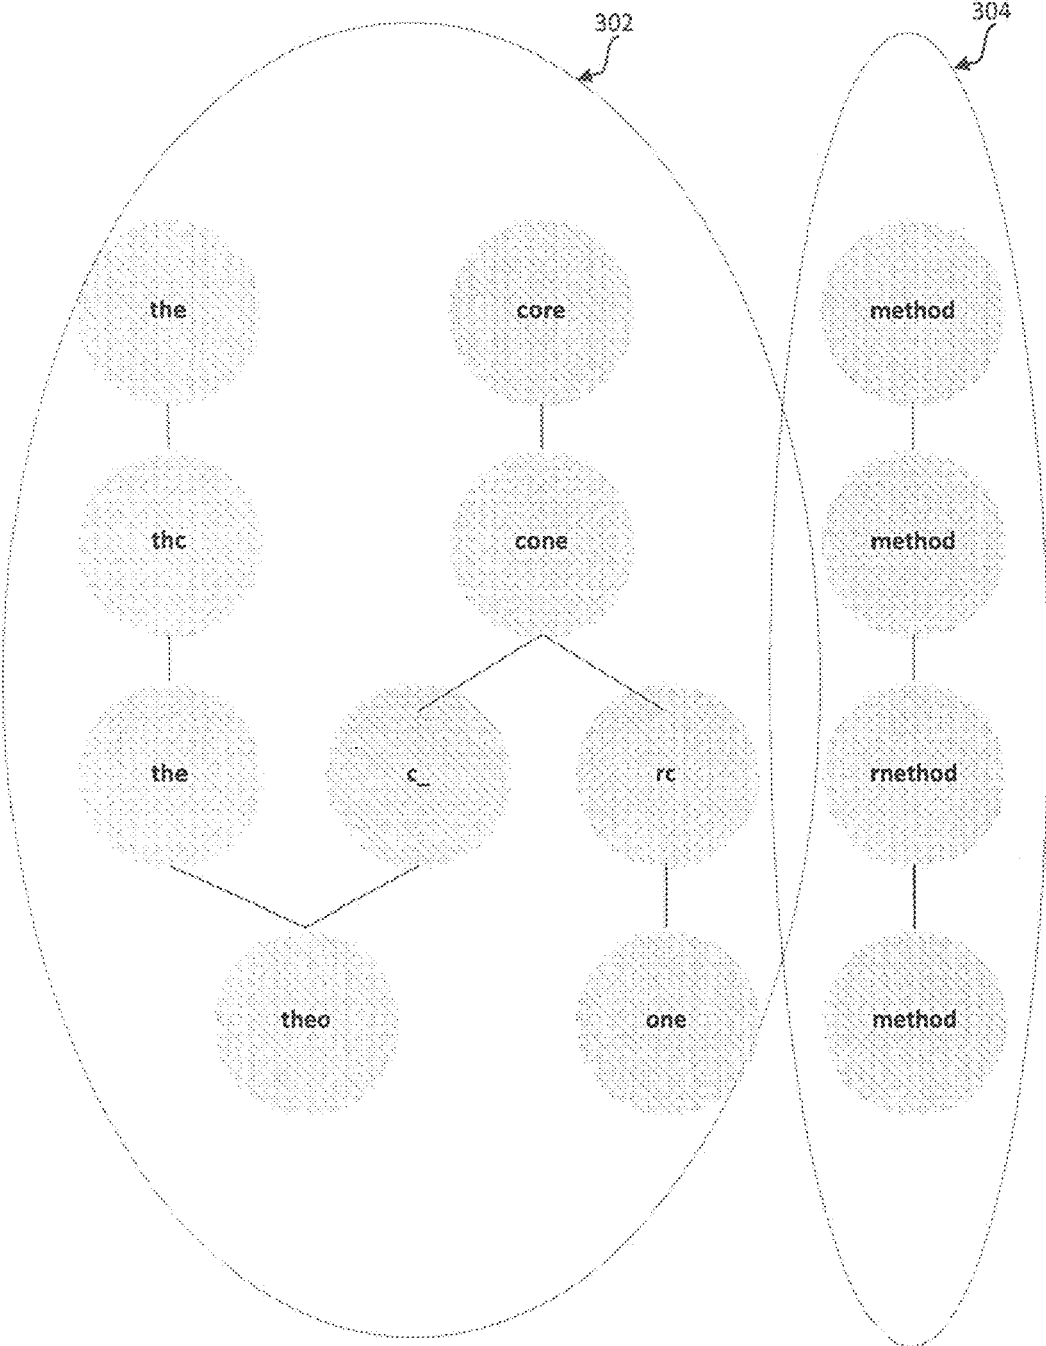 302
304
the
core
method
thc
cone
method
the
c_
rc
rnethod
theo
one
method